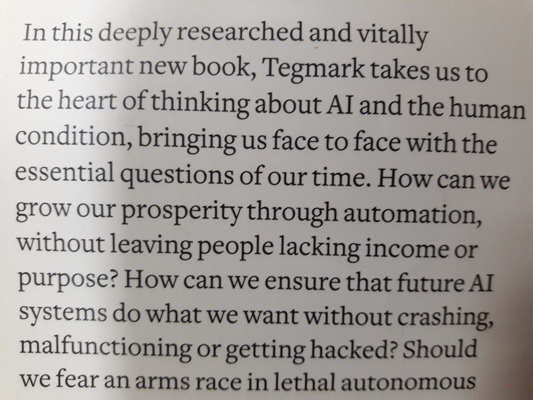 In this deeply researched and vitally
important new book, Tegmark takes us to
the heart of thinking about AI and the human
condition, bringing us face to face with the
essential questions of our time. How can we
grow our prosperity through automation,
without leaving people lacking income or
purpose? How can we ensure that future AI
systems do what we want without crashing,
malfunctioning or getting hacked? Should
we fear an arms race in lethal autonomous